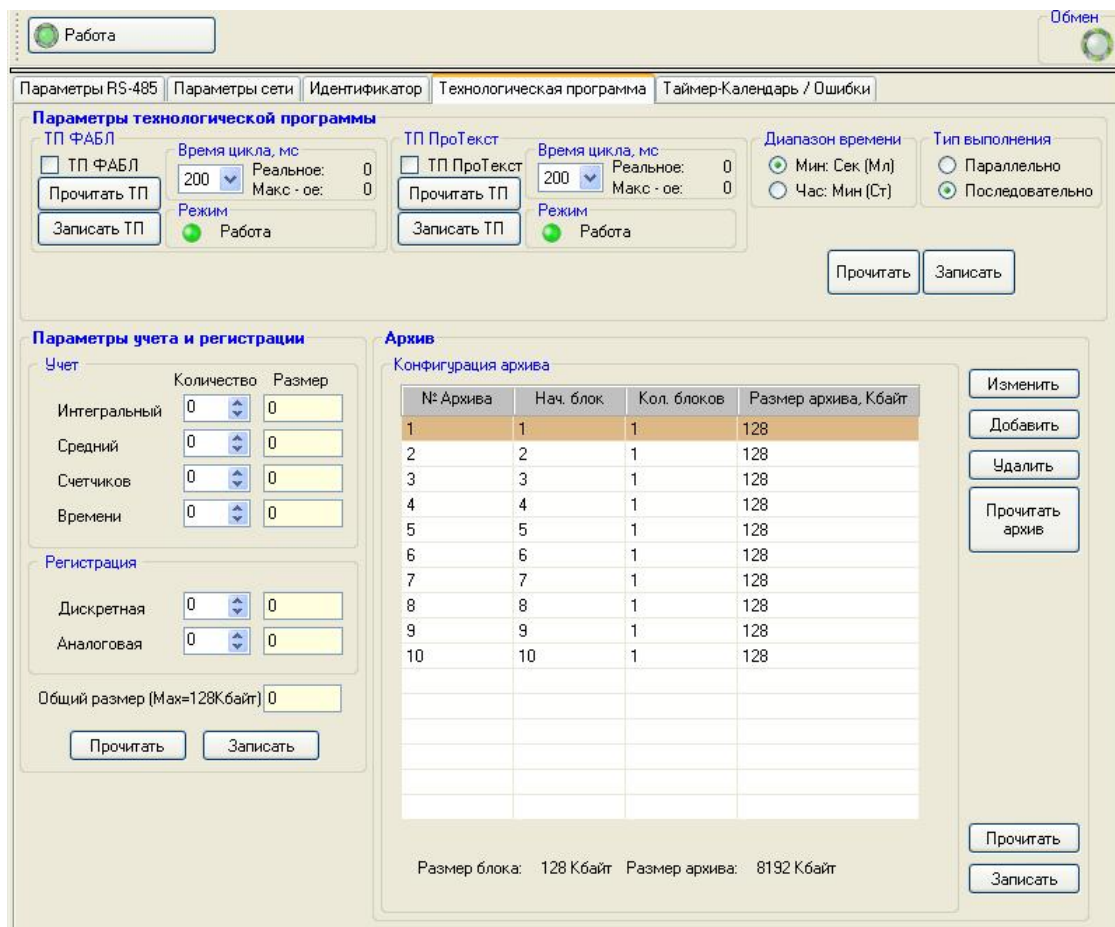 Работа
Обмен
Параметры RS-485 Параметры сети Идентификатор Технологическая программа Таймер-Календарь / Ошибки
Параметры технологической программы
ТП ФАБЛ
ТП ФАБЛ
Прочитать ТП
Записать ТП
Время цикла, мс
200
Реальное: 0
Макс - ое: 0
Режим
Работа
ТП ПроТекст
ТП ПроТекст
Прочитать ТП
Записать ТП
Время цикла, мс
200
Реальное: 0
Макс - ое: 0
Режим
Работа
Диапазон времени
Мин: Сек (Мл)
Час: Мин (Ст)
Тип выполнения
Параллельно
Последовательно
Прочитать Записать
Параметры учета и регистрации
Учет
Количество Размер
Интегральный 0 0
Средний 0 0
Счетчиков 0 0
Времени 0 0
Регистрация
Дискретная 0 0
Аналоговая 0 0
Общий размер (Max=128Кбайт) 0
Прочитать Записать
Архив
Конфигурация архива
№ Архива Нач. блок Кол. блоков Размер архива, Кбайт
1 1 1 128
2 2 1 128
3 3 1 128
4 4 1 128
5 5 1 128
6 6 1 128
7 7 1 128
8 8 1 128
9 9 1 128
10 10 1 128
Размер блока: 128 Кбайт Размер архива: 8192 Кбайт
Изменить
Добавить
Удалить
Прочитать
архив
Прочитать
Записать